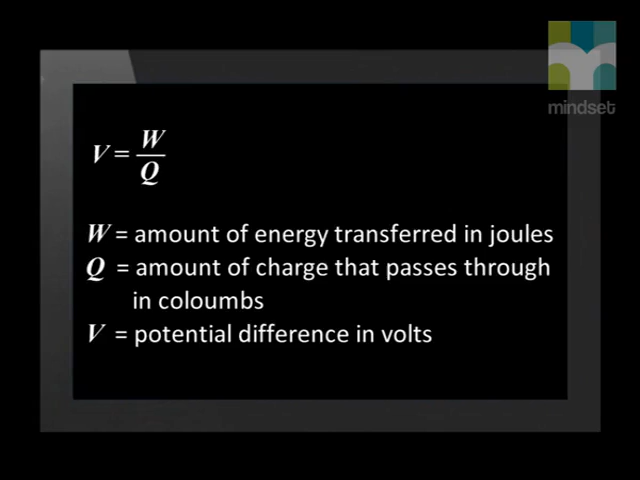 mindset
V = W/Q
W = amount of energy transferred in joules
Q = amount of charge that passes through
in coloumbs
V = potential difference in volts